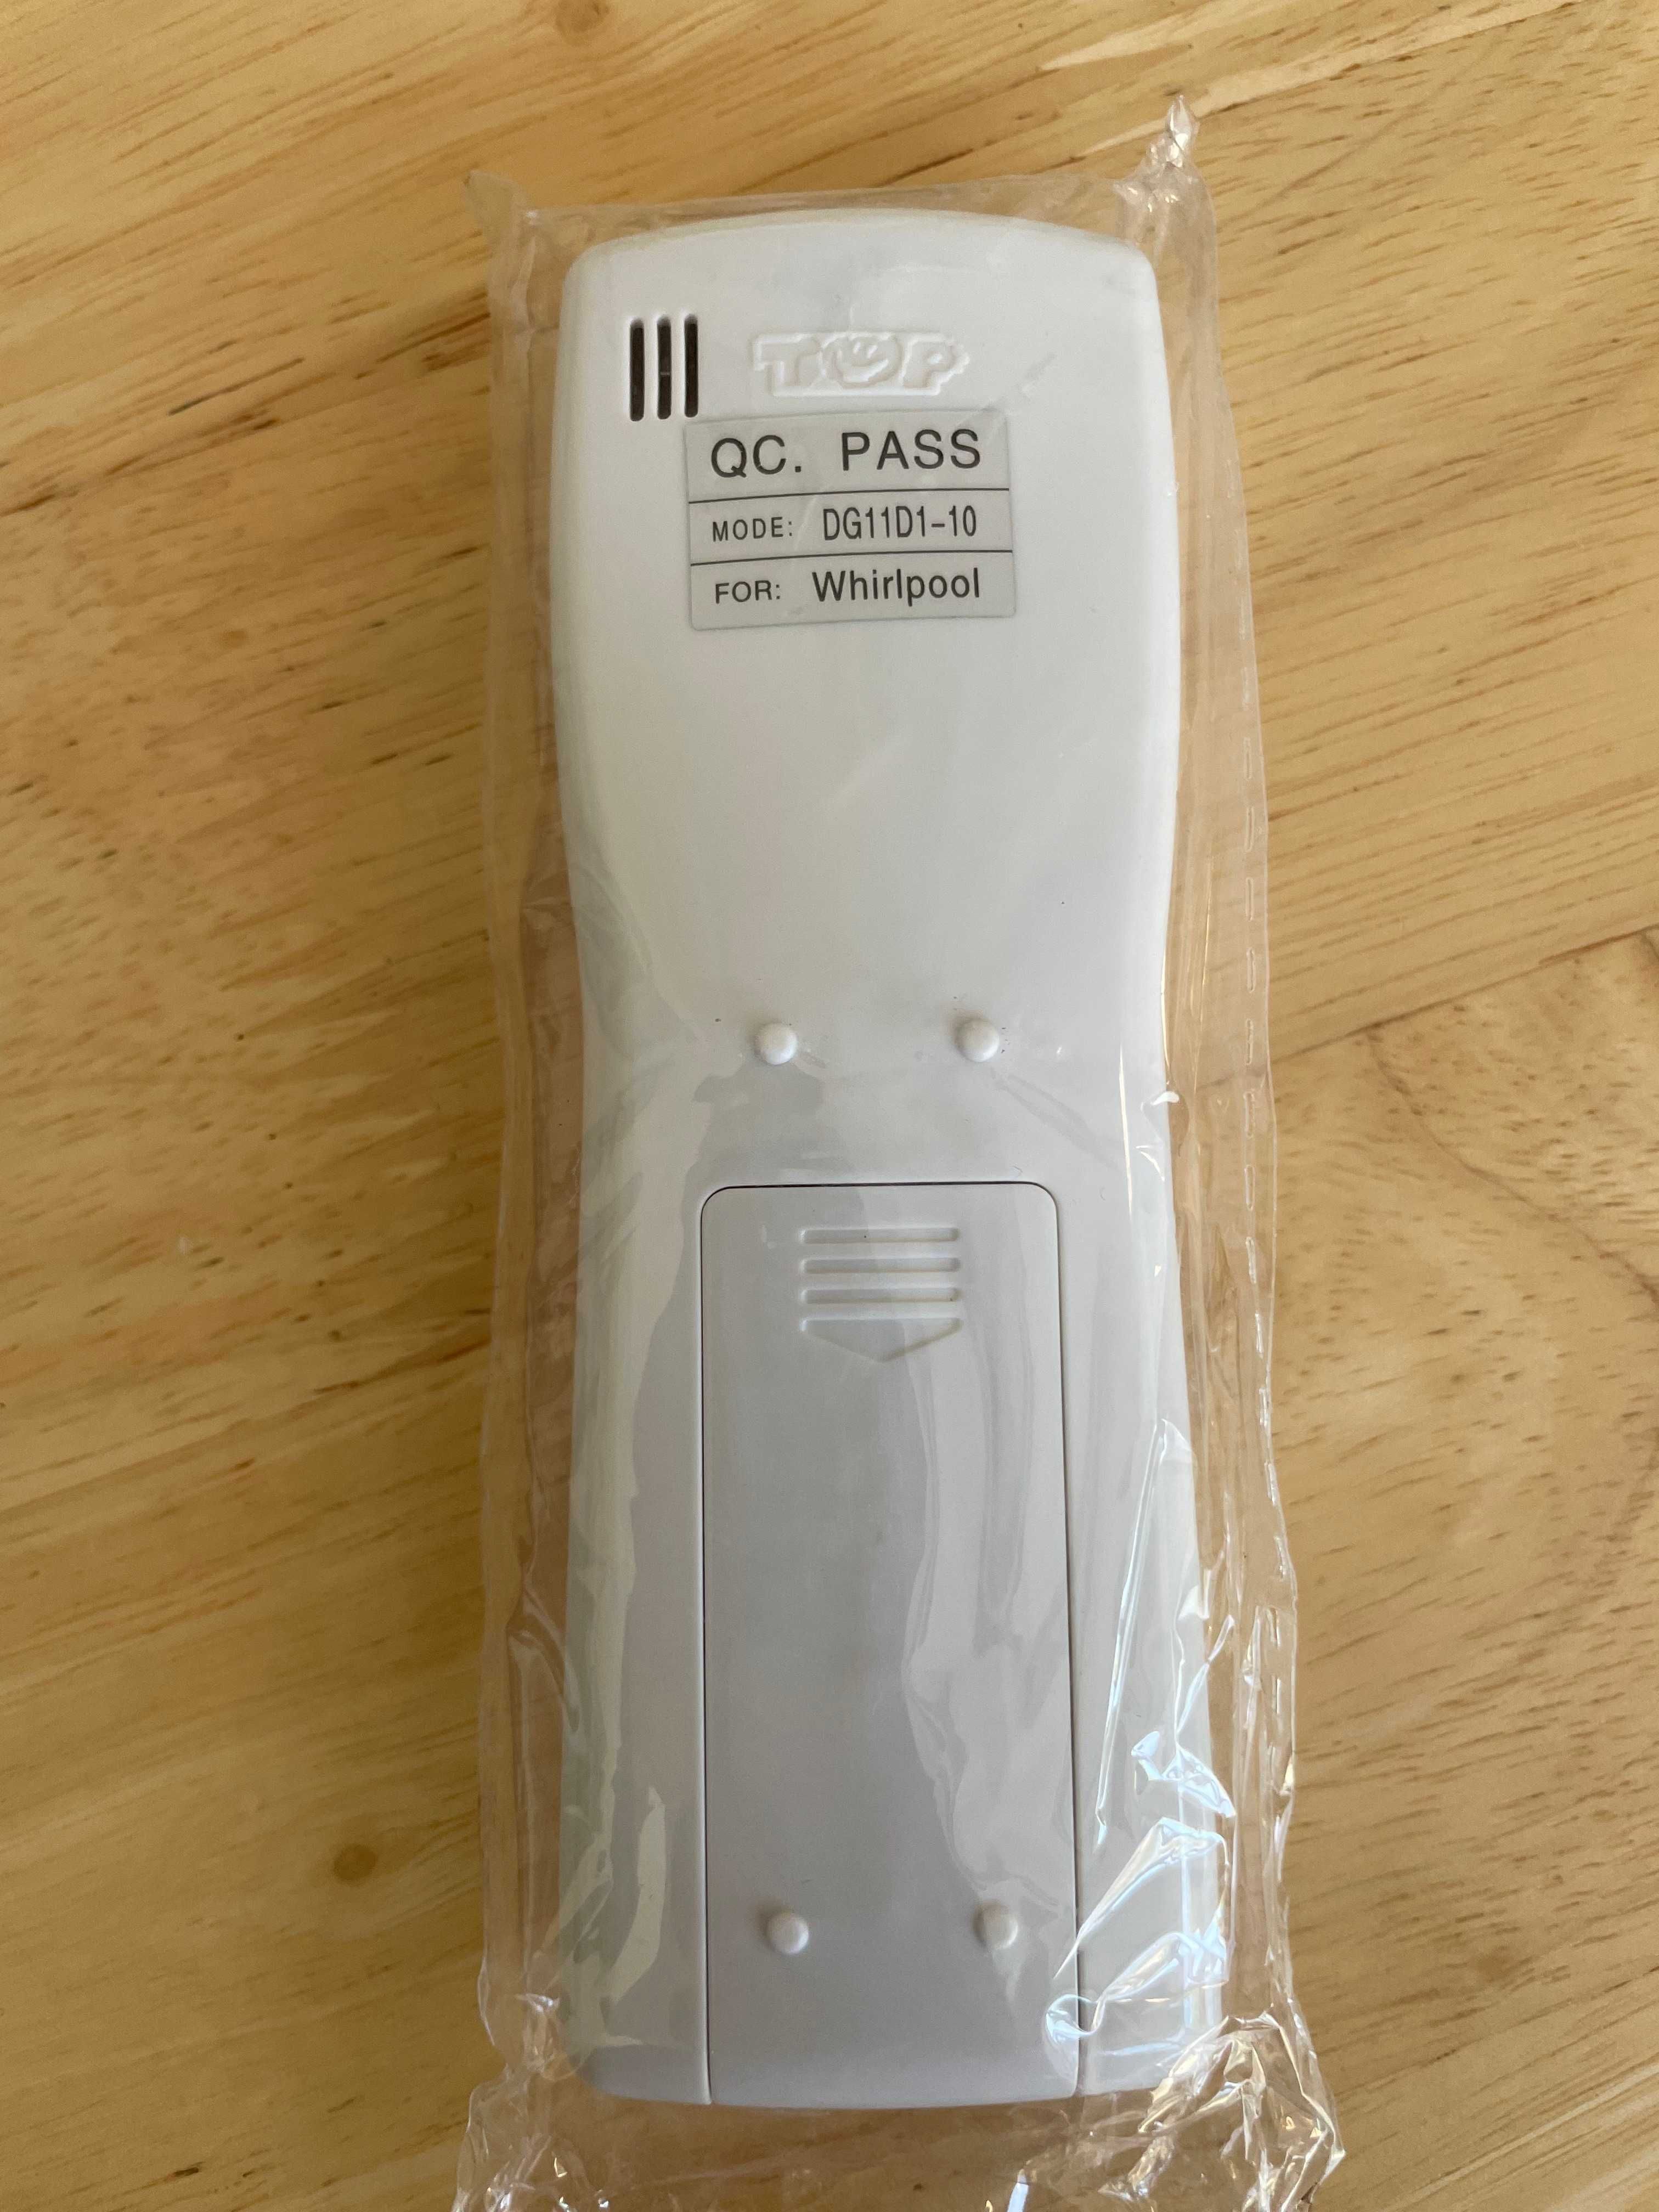 TOP
QC. PASS
MODE: DG11D1-10
FOR: Whirlpool